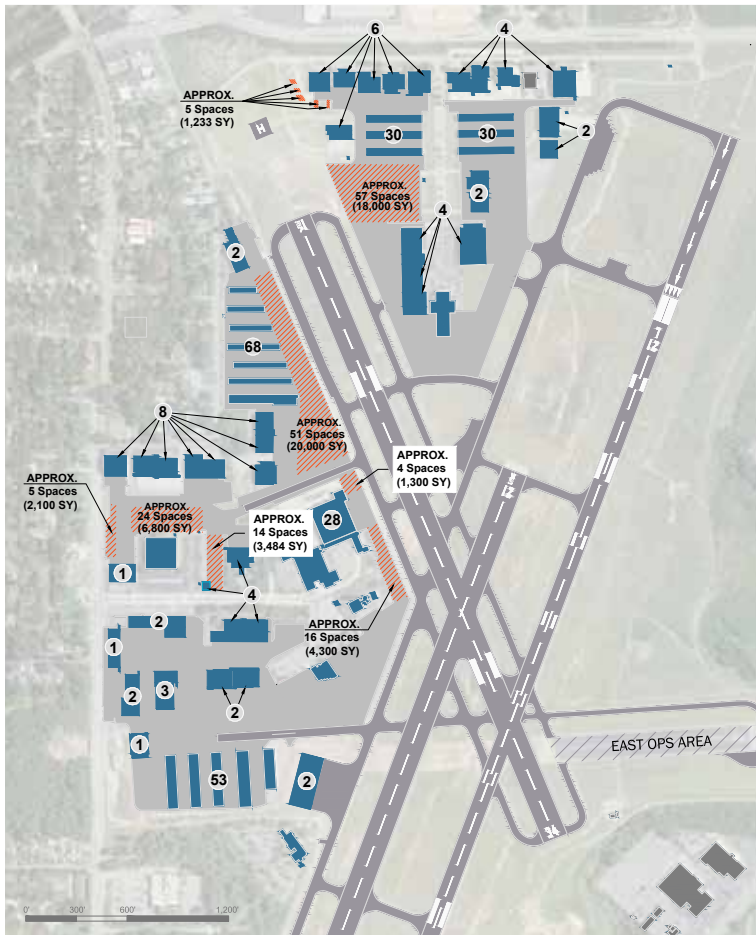 6
4
APPROX.
5 Spaces
(1,233 SY)
H
30
30
2
APPROX.
57 Spaces
(18,000 SY)
2
4
2
68
APPROX.
51 Spaces
(20,000 SY)
8
APPROX.
4 Spaces
(1,300 SY)
APPROX.
5 Spaces
(2,100 SY)
APPROX.
24 Spaces
(6,800 SY)
APPROX.
14 Spaces
(3,484 SY)
28
1
4
APPROX.
16 Spaces
(4,300 SY)
2
1
2
3
2
1
EAST OPS AREA
53
2
0'
300'
600'
1,200'